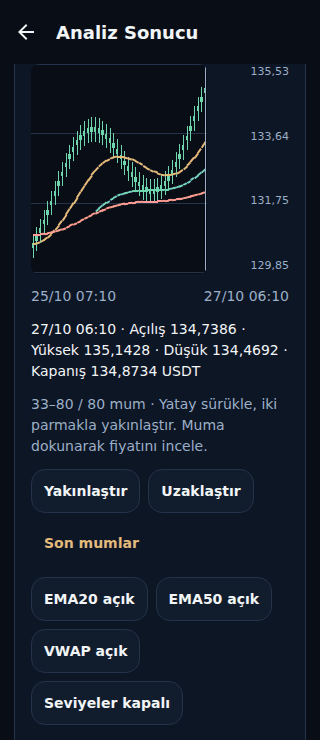 Analiz Sonucu
135,53
133,64
131,75
129,85
25/10 07:10 27/10 06:10
27/10 06:10 · Açılış 134,7386 ·
Yüksek 135,1428 · Düşük 134,4692 ·
Kapanış 134,8734 USDT
33–80 / 80 mum · Yatay sürükle, iki
parmakla yakınlaştır. Muma
dokunarak fiyatını incele.
Yakınlaştır Uzaklaştır
Son mumlar
EMA20 açık EMA50 açık
VWAP açık
Seviyeler kapalı